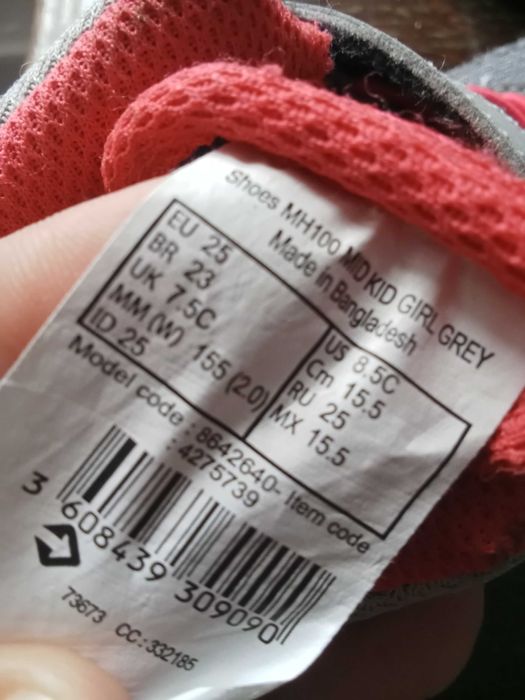 Shoes MH100 MID KID GIRL GREY
Made in Bangladesh
EU 25
BR 23
UK 7.5C
MM (W) 155 (2.0)
ID 25
US 8.5C
Cm 15.5
RU 25
MX 15.5
Model code : 8642640- Item code
: 4275739
3 608439 309090
73673 CC:332185